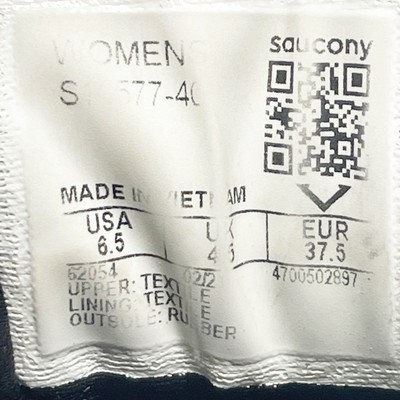 WOMENS
saucony
MADE IN VIETNAM
USA UK EUR
6.5 37.5
62054 4700502897
UPPER: TEXTILE
LINING: TEXTILE
OUTSOLE: RUBBER